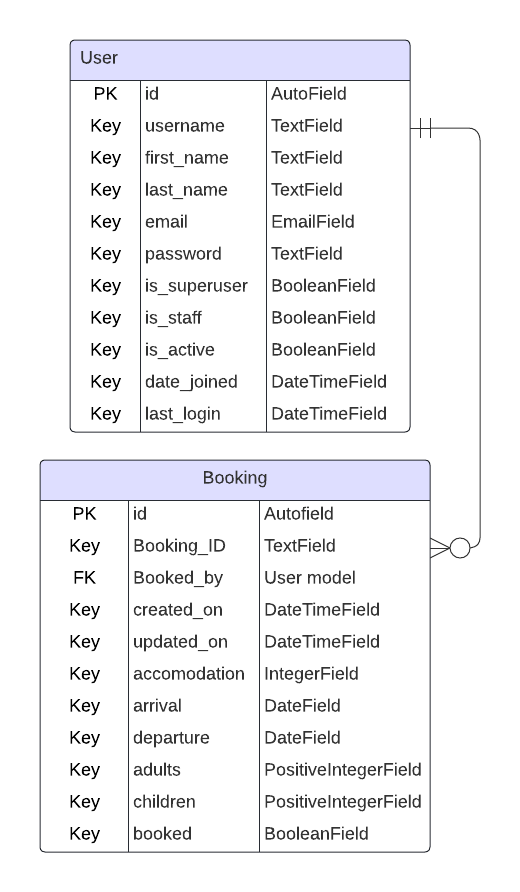 User
PK id AutoField
Key username TextField
Key first_name TextField
Key last_name TextField
Key email EmailField
Key password TextField
Key is_superuser BooleanField
Key is_staff BooleanField
Key is_active BooleanField
Key date_joined DateTimeField
Key last_login DateTimeField
Booking
PK id Autofield
Key Booking_ID TextField
FK Booked_by User model
Key created_on DateTimeField
Key updated_on DateTimeField
Key accomodation IntegerField
Key arrival DateField
Key departure DateField
Key adults PositiveIntegerField
Key children PositiveIntegerField
Key booked BooleanField